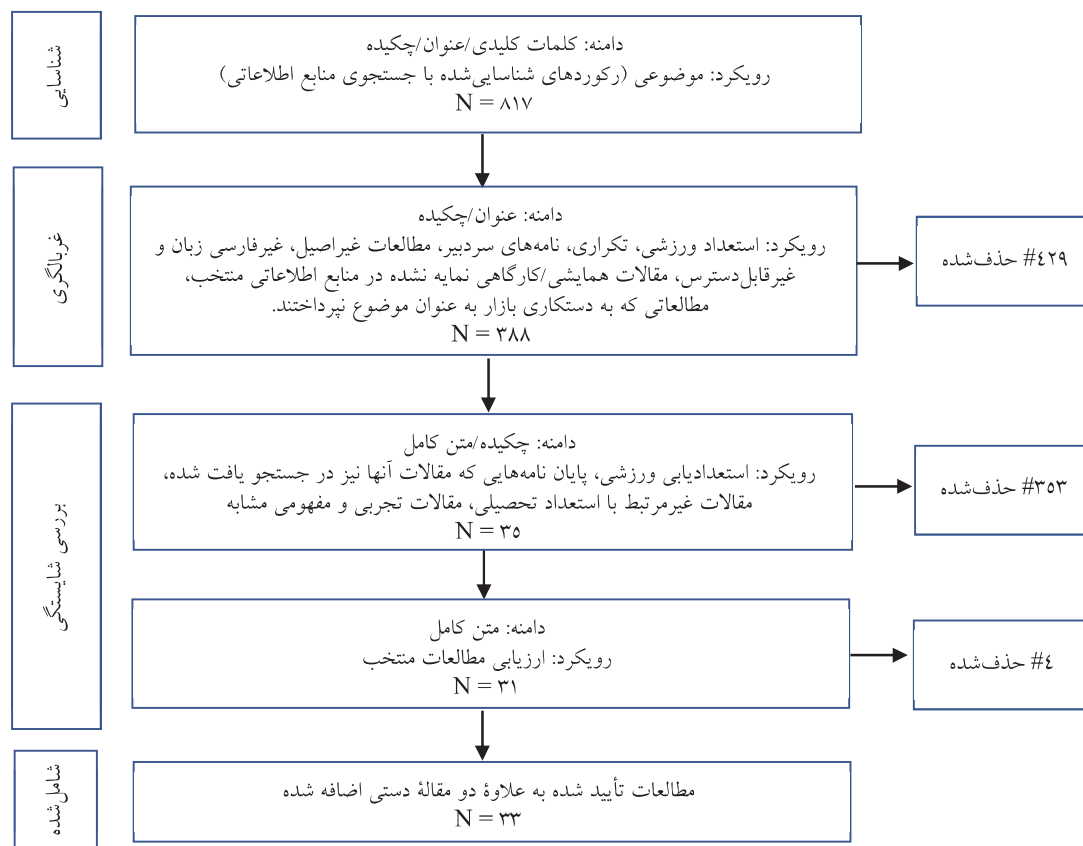 شناسایی
دامنه: کلمات کلیدی/عنوان/چکیده
رویکرد: موضوعی (رکوردهای شناسایی‌شده با جستجوی منابع اطلاعاتی)
N = ۸۱۷
غربالگری
دامنه: عنوان/چکیده
رویکرد: استعداد ورزشی، تکراری، نامه‌های سردبیر، مطالعات غیراصیل، غیرفارسی زبان و
غیرقابل‌دسترس، مقالات همایشی/کارگاهی نمایه نشده در منابع اطلاعاتی منتخب،
مطالعاتی که به دستکاری بازار به عنوان موضوع نپرداختند.
N = ۳۸۸
#۴۲۹ حذف‌شده
بررسی شایستگی
دامنه: چکیده/متن کامل
رویکرد: استعدادیابی ورزشی، پایان نامه‌هایی که مقالات آنها نیز در جستجو یافت شده،
مقالات غیرمرتبط با استعداد تحصیلی، مقالات تجربی و مفهومی مشابه
N = ۳۵
#۳۵۳ حذف‌شده
دامنه: متن کامل
رویکرد: ارزیابی مطالعات منتخب
N = ۳۱
#۴ حذف‌شده
شامل‌شده
مطالعات تأیید شده به علاوۀ دو مقالۀ دستی اضافه شده
N = ۳۳